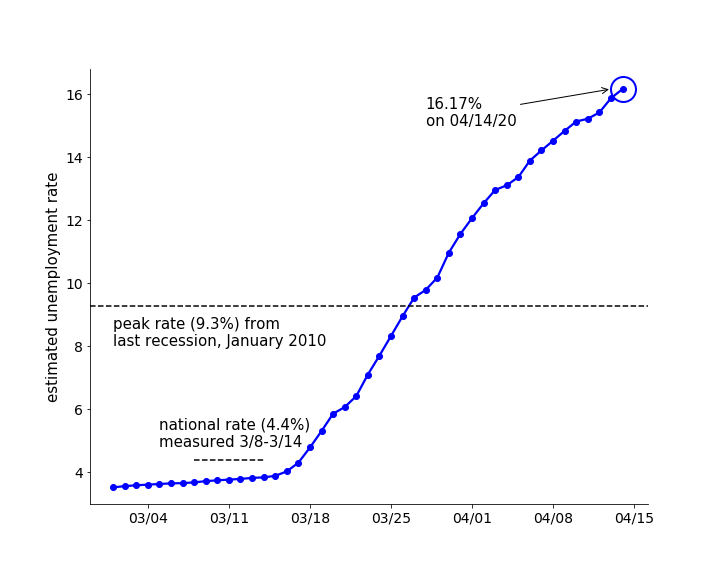 16
14
12
10
8
6
4
estimated unemployment rate
16.17%
on 04/14/20
peak rate (9.3%) from
last recession, January 2010
national rate (4.4%)
measured 3/8-3/14
03/04
03/11
03/18
03/25
04/01
04/08
04/15